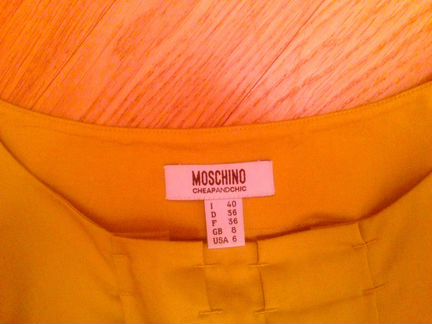 MOSCHINO
CHEAPANDCHIC
I 40
D 36
F 36
GB 8
USA 6